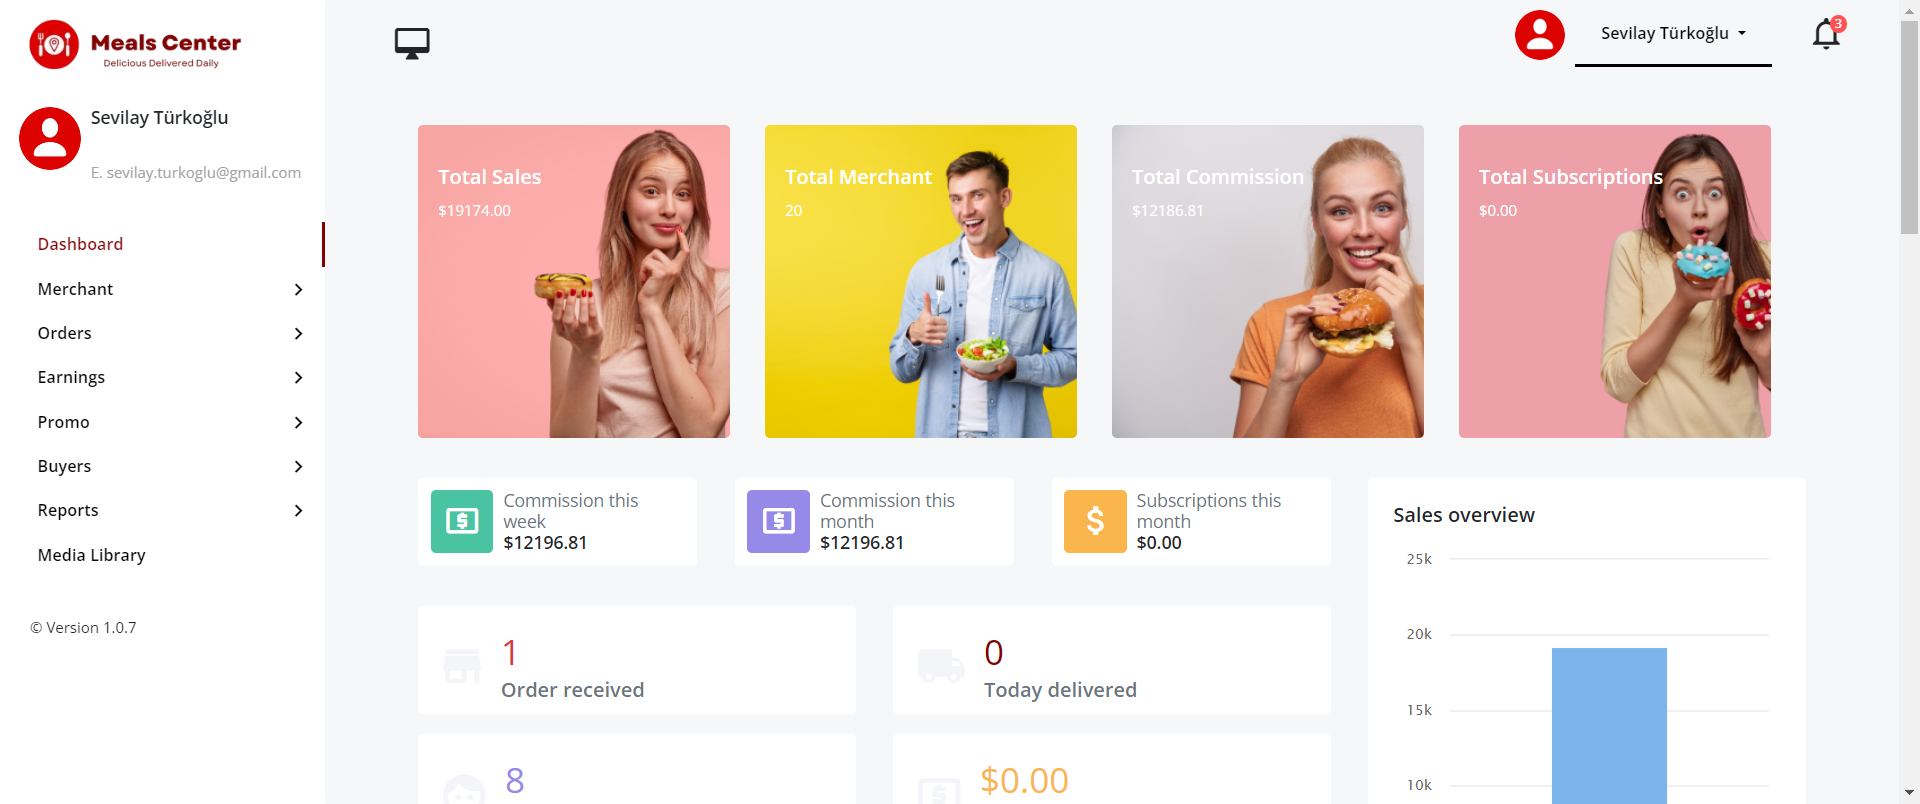 Meals Center
Delicious Delivered Daily
Sevilay Türkoğlu
E. sevilay.turkoglu@gmail.com
Dashboard
Merchant
Orders
Earnings
Promo
Buyers
Reports
Media Library
© Version 1.0.7
Sevilay Türkoğlu
3
Total Sales
$19174.00
Total Merchant
20
Total Commission
$12186.81
Total Subscriptions
$0.00
Commission this
week
$12196.81
Commission this
month
$12196.81
Subscriptions this
month
$0.00
1
Order received
0
Today delivered
8
$0.00
Sales overview
25k
20k
15k
10k